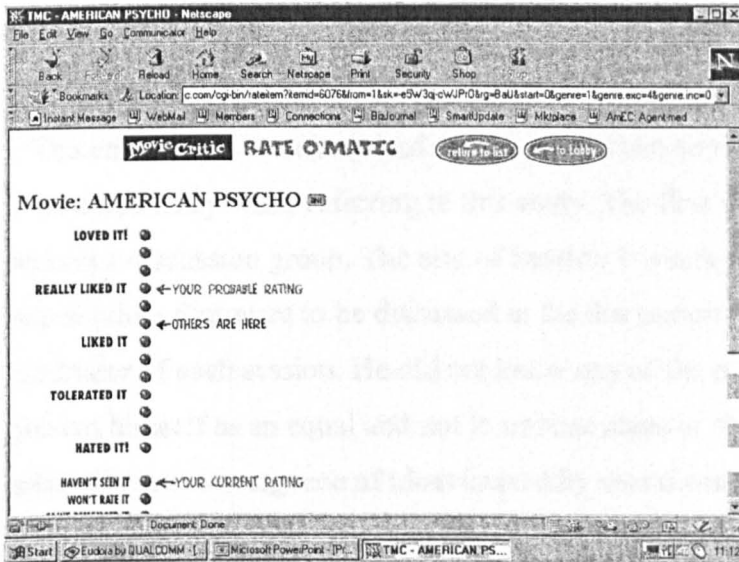 TMC - AMERICAN PSYCHO - Netscape
File Edit View Go Communicator Help
Back Forward Reload Home Search Netscape Print Security Shop Stop
Bookmarks Location: c.com/cgi-bin/rateitem?itemid=6076&from=1&sk=-e5W3q-cWJPr0&rg=BaU&start=0&genre=1&genre.exc=4&genre.inc=0
Instant Message WebMail Members Connections BizJournal SmartUpdate Mktplace AmEC Agent med
MovieCritic RATE O'MATIC return to list to lobby
Movie: AMERICAN PSYCHO
LOVED IT!
REALLY LIKED IT YOUR PROBABLE RATING
OTHERS ARE HERE
LIKED IT
TOLERATED IT
HATED IT!
HAVEN'T SEEN IT YOUR CURRENT RATING
WON'T RATE IT
Document: Done
Start Eudora by QUALCOMM - [... Microsoft PowerPoint - [Pr... TMC - AMERICAN PS... 11:12